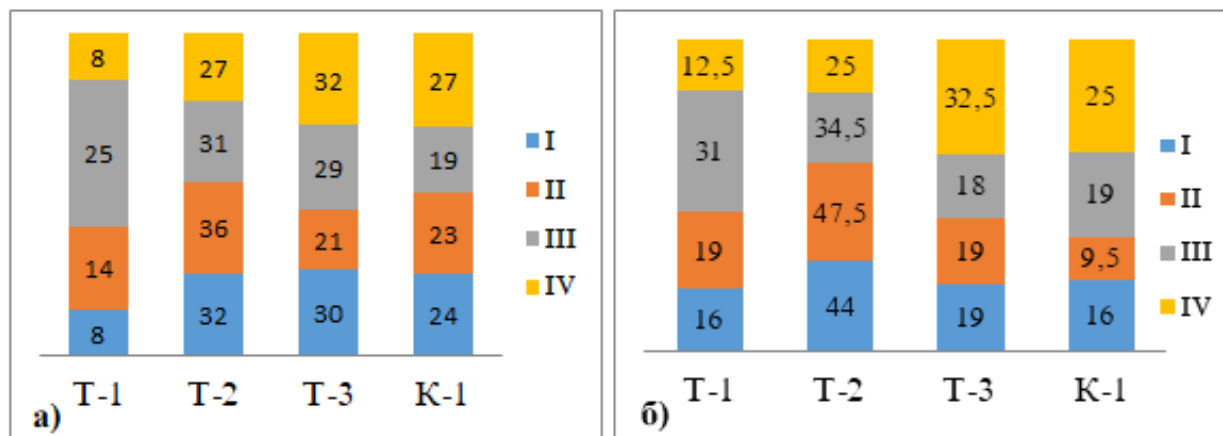 8 27 32 27
25 31 29 19
14 36 21 23
8 32 30 24
I
II
III
IV
Т-1 Т-2 Т-3 К-1
а)
12,5 25 32,5 25
31 34,5 18 19
19 47,5 19 9,5
16 44 19 16
I
II
III
IV
Т-1 Т-2 Т-3 К-1
б)